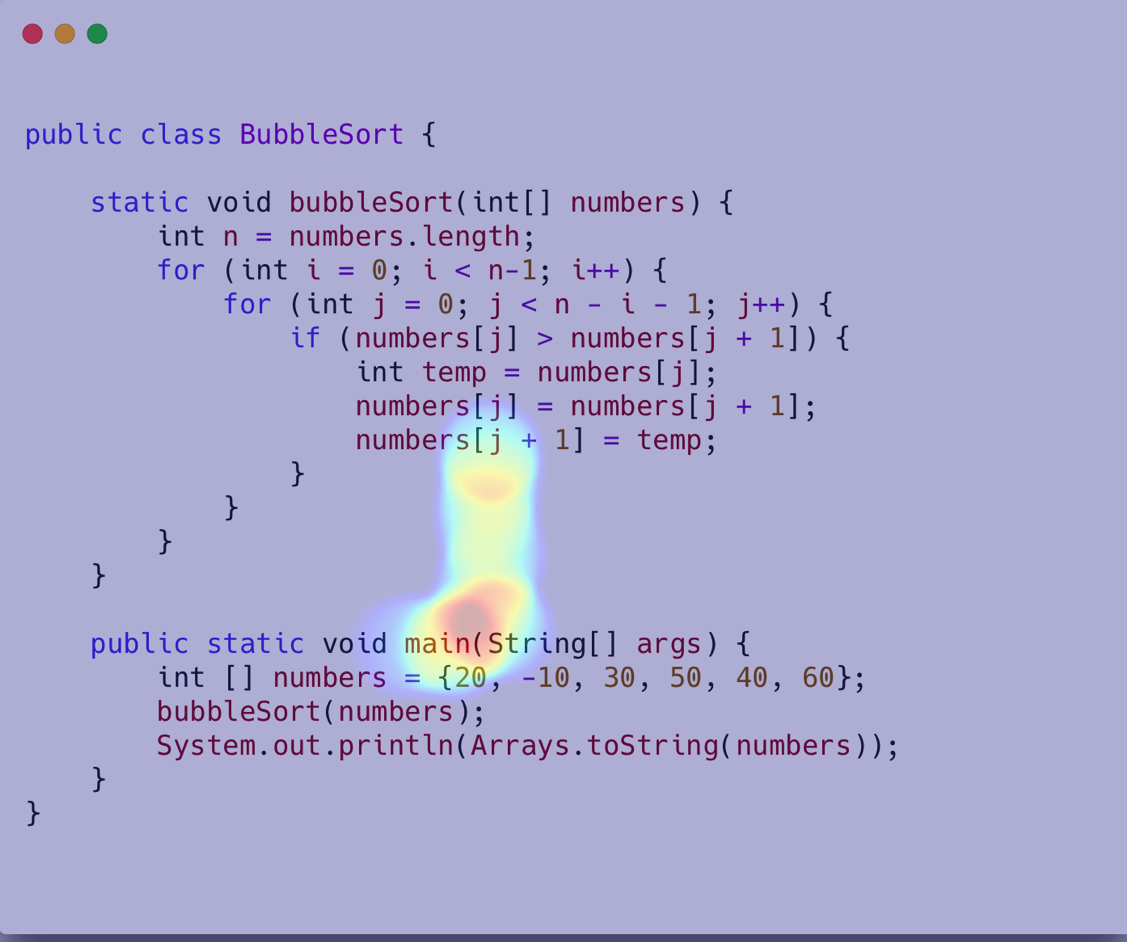 public class BubbleSort {
static void bubbleSort(int[] numbers) {
int n = numbers.length;
for (int i = 0; i < n-1; i++) {
for (int j = 0; j < n - i - 1; j++) {
if (numbers[j] > numbers[j + 1]) {
int temp = numbers[j];
numbers[j] = numbers[j + 1];
numbers[j + 1] = temp;
}
}
}
}
public static void main(String[] args) {
int [] numbers = {20, -10, 30, 50, 40, 60};
bubbleSort(numbers);
System.out.println(Arrays.toString(numbers));
}
}